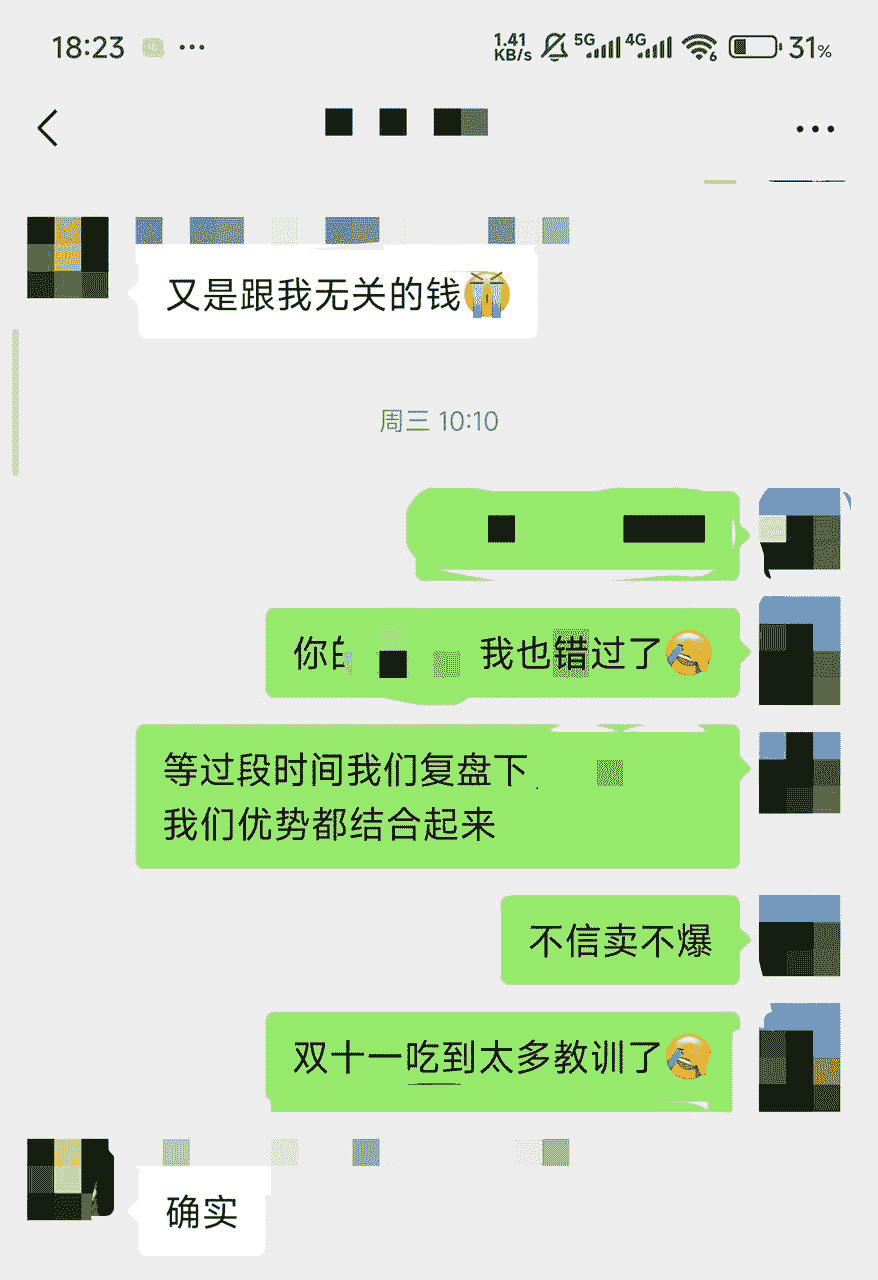 18:23
1.41 KB/s 5G 4G 6 31%
又是跟我无关的钱😭
周三 10:10
你 我也错过了😂
等过段时间我们复盘下
我们优势都结合起来
不信卖不爆
双十一吃到太多教训了😂
确实